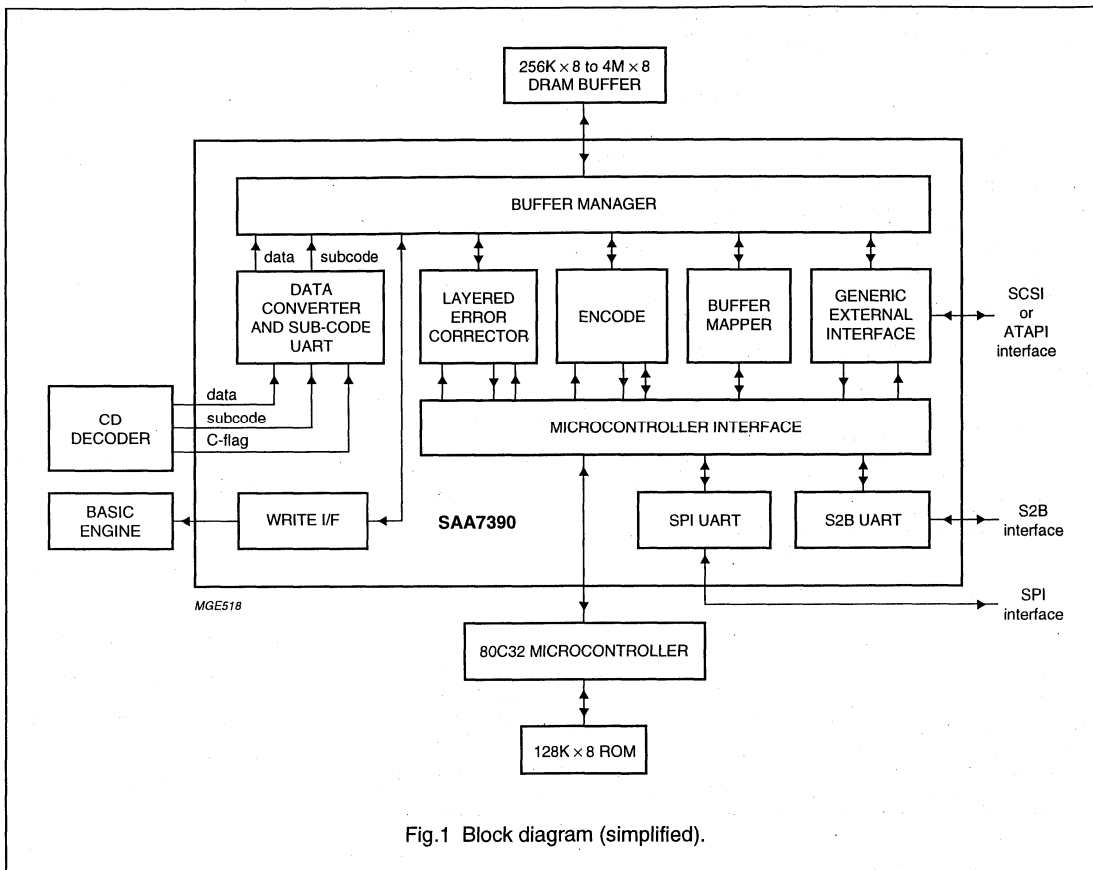 256K × 8 to 4M × 8
DRAM BUFFER
BUFFER MANAGER
data
subcode
DATA
CONVERTER
AND SUB-CODE
UART
LAYERED
ERROR
CORRECTOR
ENCODE
BUFFER
MAPPER
GENERIC
EXTERNAL
INTERFACE
SCSI
or
ATAPI
interface
CD
DECODER
data
subcode
C-flag
MICROCONTROLLER INTERFACE
BASIC
ENGINE
WRITE I/F
SAA7390
SPI UART
S2B UART
S2B
interface
SPI
interface
MGE518
80C32 MICROCONTROLLER
128K × 8 ROM
Fig.1 Block diagram (simplified).